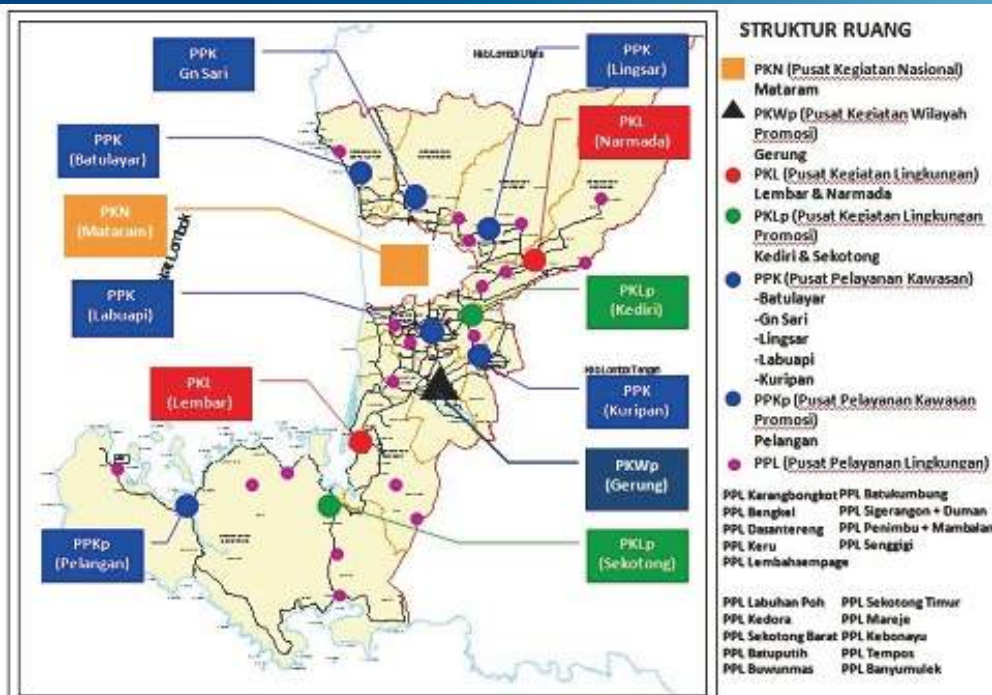 PPK
Gn Sari
PPK
(Lingsar)
PKL
(Narmada)
PPK
(Batulayar)
PKN
(Mataram)
PPK
(Labuapi)
PKLp
(Kediri)
PKL
(Lembar)
PPK
(Kuripan)
PKWp
(Gerung)
PPKp
(Pelangan)
PKLp
(Sekotong)
STRUKTUR RUANG
PKN (Pusat Kegiatan Nasional)
Mataram
PKWp (Pusat Kegiatan Wilayah
Promosi)
Gerung
PKL (Pusat Kegiatan Lingkungan)
Lembar & Narmada
PKLp (Pusat Kegiatan Lingkungan
Promosi)
Kediri & Sekotong
PPK (Pusat Pelayanan Kawasan)
-Batulayar
-Gn Sari
-Lingsar
-Labuapi
-Kuripan
PPKp (Pusat Pelayanan Kawasan
Promosi)
Pelangan
PPL (Pusat Pelayanan Lingkungan)
PPL Karangbongkot PPL Batukumbung
PPL Bengkel PPL Sigerangon + Duman
PPL Dasantereng PPL Penimbu + Mambalan
PPL Keru PPL Senggigi
PPL Lembahsempage
PPL Labuhan Poh PPL Sekotong Timur
PPL Kedora PPL Mareje
PPL Sekotong Barat PPL Kebonayu
PPL Batuputih PPL Tempos
PPL Buwunmas PPL Banyumulek